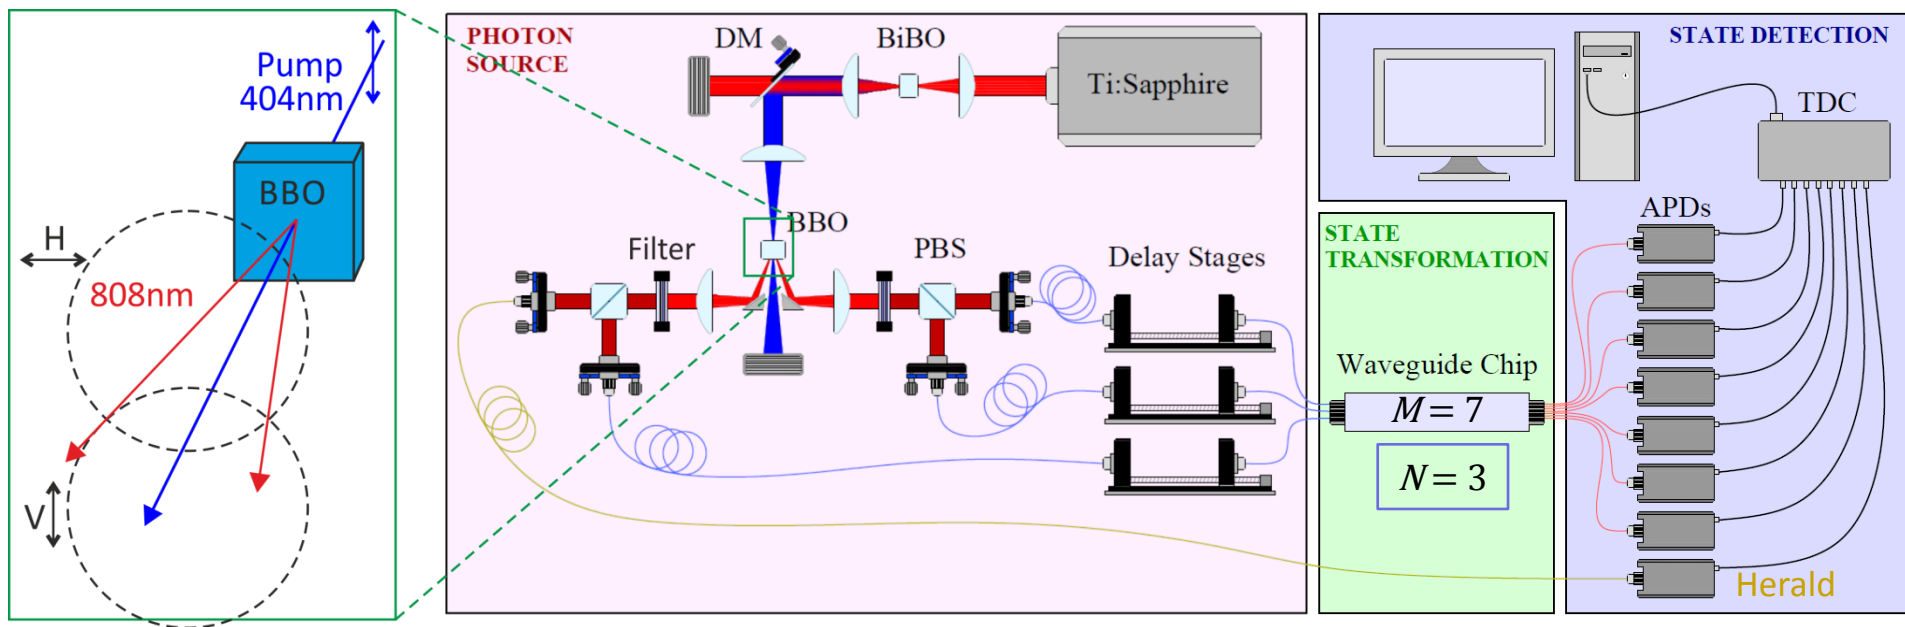 Pump
404nm
BBO
H
808nm
V
PHOTON
SOURCE
DM
BiBO
Ti:Sapphire
BBO
Filter
PBS
Delay Stages
STATE DETECTION
TDC
APDs
STATE
TRANSFORMATION
Waveguide Chip
M = 7
N = 3
Herald